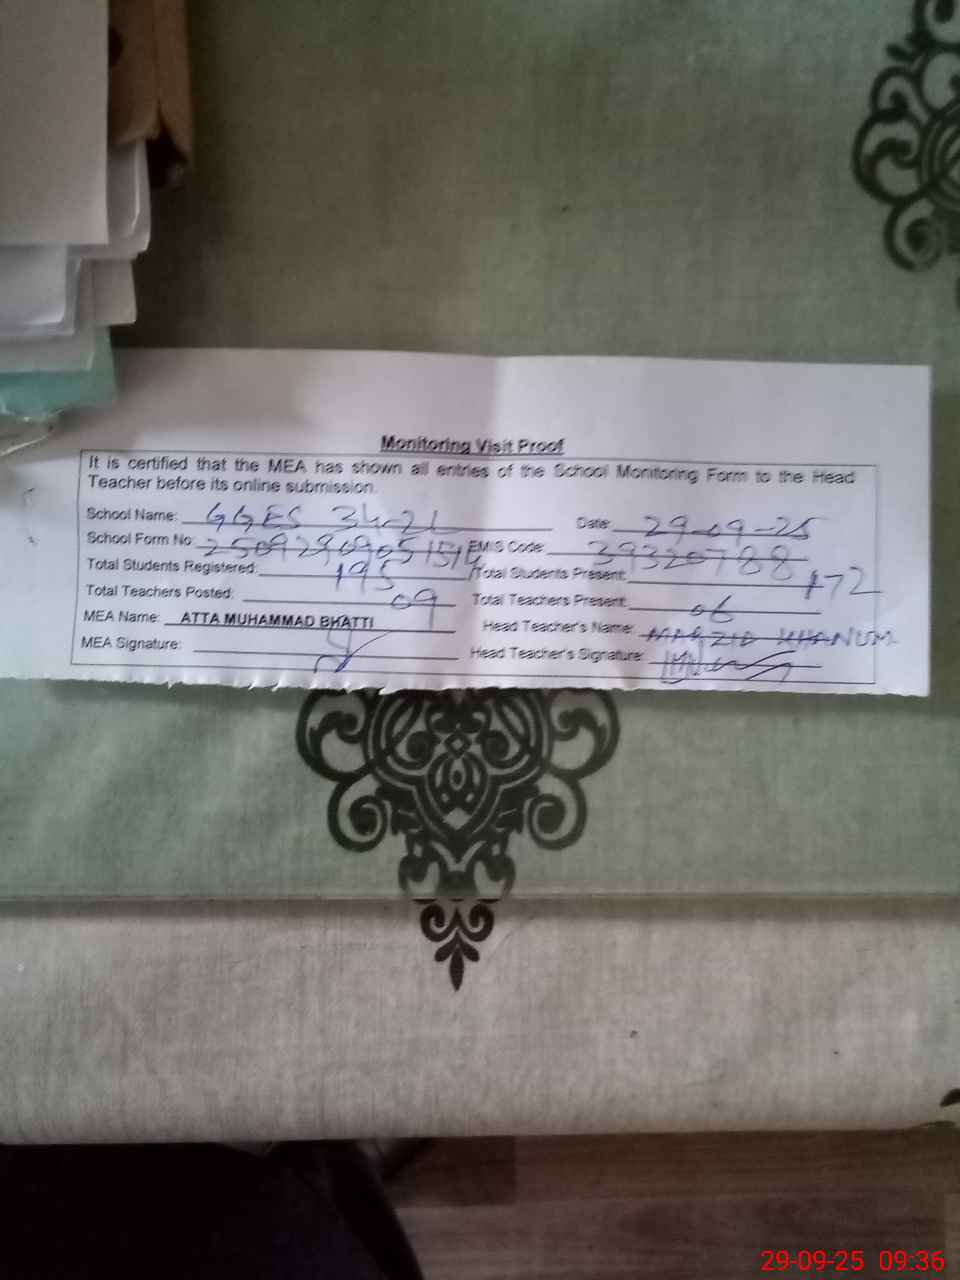 Monitoring Visit Proof
It is certified that the MEA has shown all entries of the School Monitoring Form to the Head
Teacher before its online submission.
School Name: GGES 34-2L Date: 29-09-25
School Form No: EMIS Code: 39320788
Total Students Registered: 195 Total Students Present: 172
Total Teachers Posted: 09 Total Teachers Present: 06
MEA Name: ATTA MUHAMMAD BHATTI Head Teacher's Name: KHANUM
MEA Signature: Head Teacher's Signature:
29-09-25 09:36